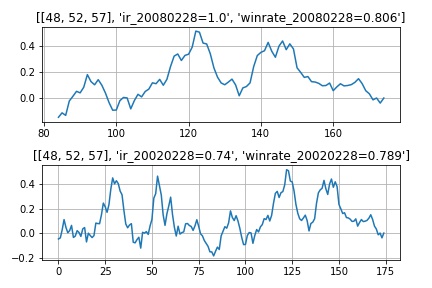 [[48, 52, 57], 'ir_20080228=1.0', 'winrate_20080228=0.806']
0.4
0.2
0.0
80 100 120 140 160
[[48, 52, 57], 'ir_20020228=0.74', 'winrate_20020228=0.789']
0.4
0.2
0.0
−0.2
0 25 50 75 100 125 150 175